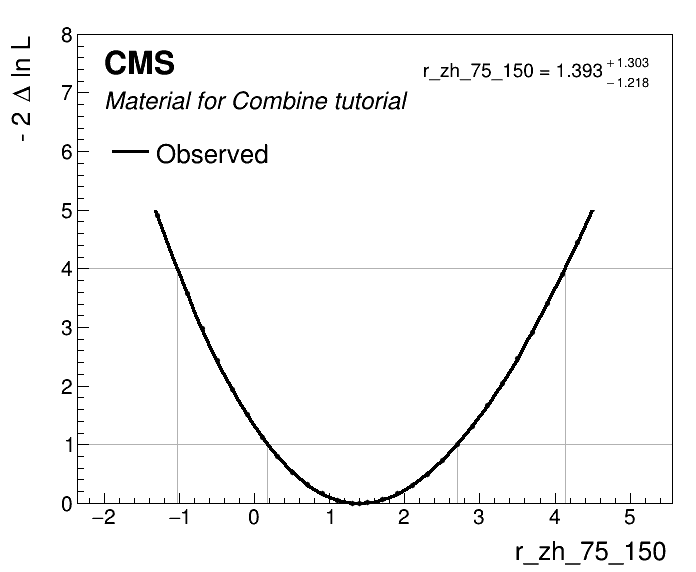 - 2 Δ ln L
8
CMS
r_zh_75_150 = 1.393 +1.303 −1.218
7
Material for Combine tutorial
6
Observed
5
4
3
2
1
0
−2 −1 0 1 2 3 4 5
r_zh_75_150